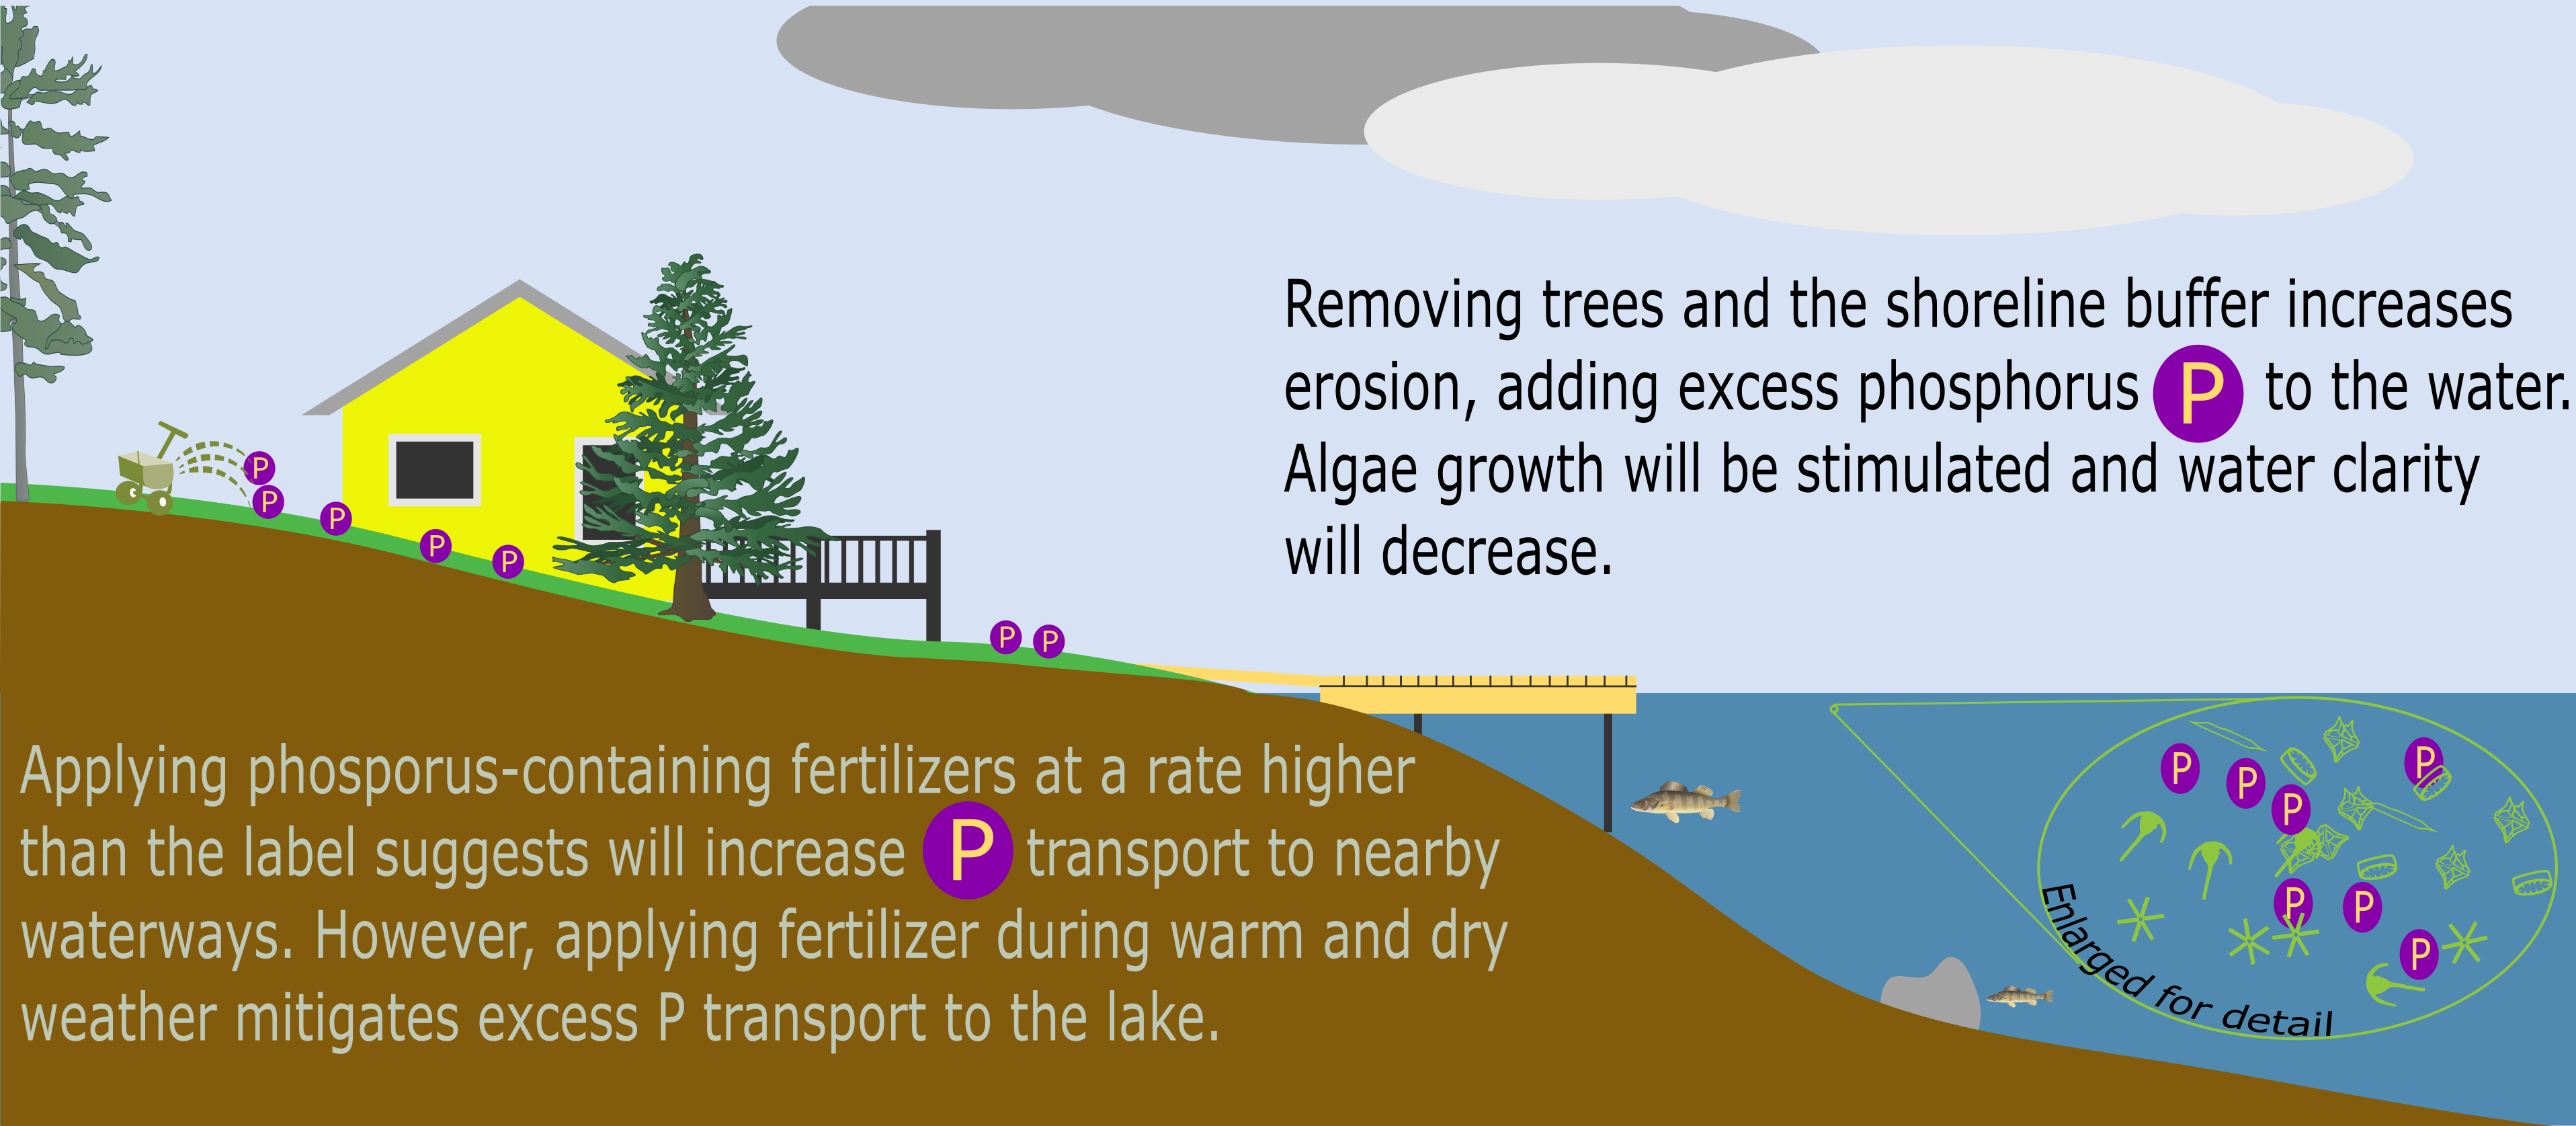 Removing trees and the shoreline buffer increases
erosion, adding excess phosphorus P to the water.
Algae growth will be stimulated and water clarity
will decrease.
P
P
P
P
P
P
P
Applying phosporus-containing fertilizers at a rate higher
than the label suggests will increase P transport to nearby
waterways. However, applying fertilizer during warm and dry
weather mitigates excess P transport to the lake.
P
P
P
P
P
P
P
Enlarged for detail